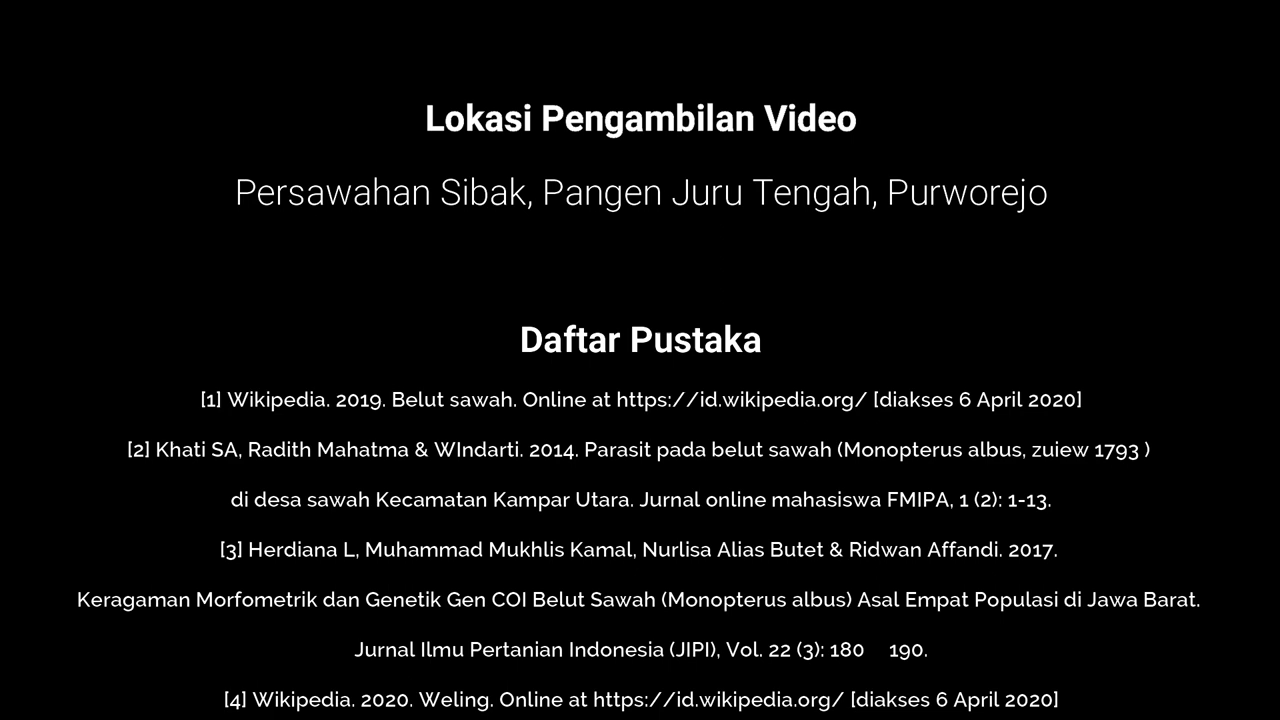 Lokasi Pengambilan Video
Persawahan Sibak, Pangen Juru Tengah, Purworejo
Daftar Pustaka
[1] Wikipedia. 2019. Belut sawah. Online at https://id.wikipedia.org/ [diakses 6 April 2020]
[2] Khati SA, Radith Mahatma & WIndarti. 2014. Parasit pada belut sawah (Monopterus albus, zuiew 1793 )
di desa sawah Kecamatan Kampar Utara. Jurnal online mahasiswa FMIPA, 1 (2): 1-13.
[3] Herdiana L, Muhammad Mukhlis Kamal, Nurlisa Alias Butet & Ridwan Affandi. 2017.
Keragaman Morfometrik dan Genetik Gen COI Belut Sawah (Monopterus albus) Asal Empat Populasi di Jawa Barat.
Jurnal Ilmu Pertanian Indonesia (JIPI), Vol. 22 (3): 180 190.
[4] Wikipedia. 2020. Weling. Online at https://id.wikipedia.org/ [diakses 6 April 2020]